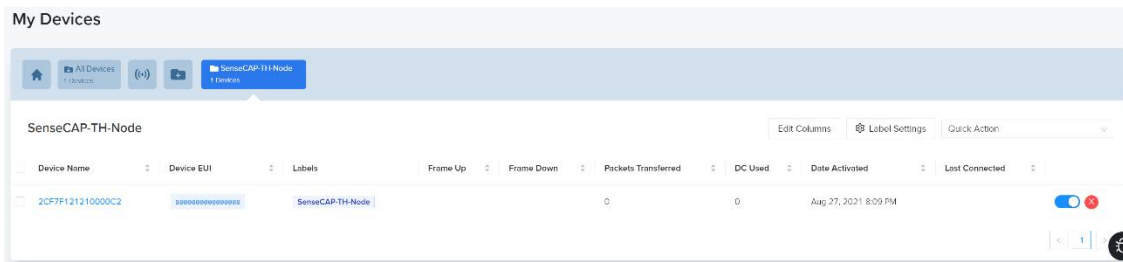 My Devices
All Devices
1 Devices
SenseCAP-TH-Node
1 Devices
SenseCAP-TH-Node
Edit Columns
Label Settings
Quick Action
Device Name Device EUI Labels Frame Up Frame Down Packets Transferred DC Used Date Activated Last Connected
2CF7F121210000C2 SenseCAP-TH-Node 0 0 Aug 27, 2021 8:09 PM
1